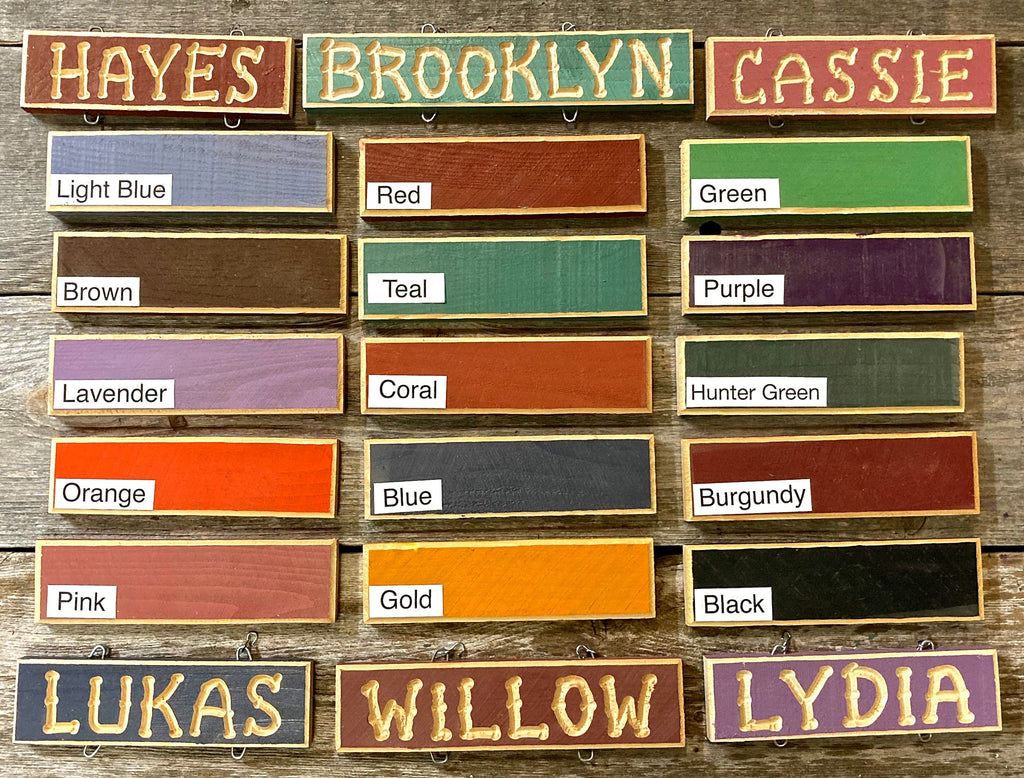 HAYES
BROOKLYN
CASSIE
Light Blue
Red
Green
Brown
Teal
Purple
Lavender
Coral
Hunter Green
Orange
Blue
Burgundy
Pink
Gold
Black
LUKAS
WILLOW
LYDIA